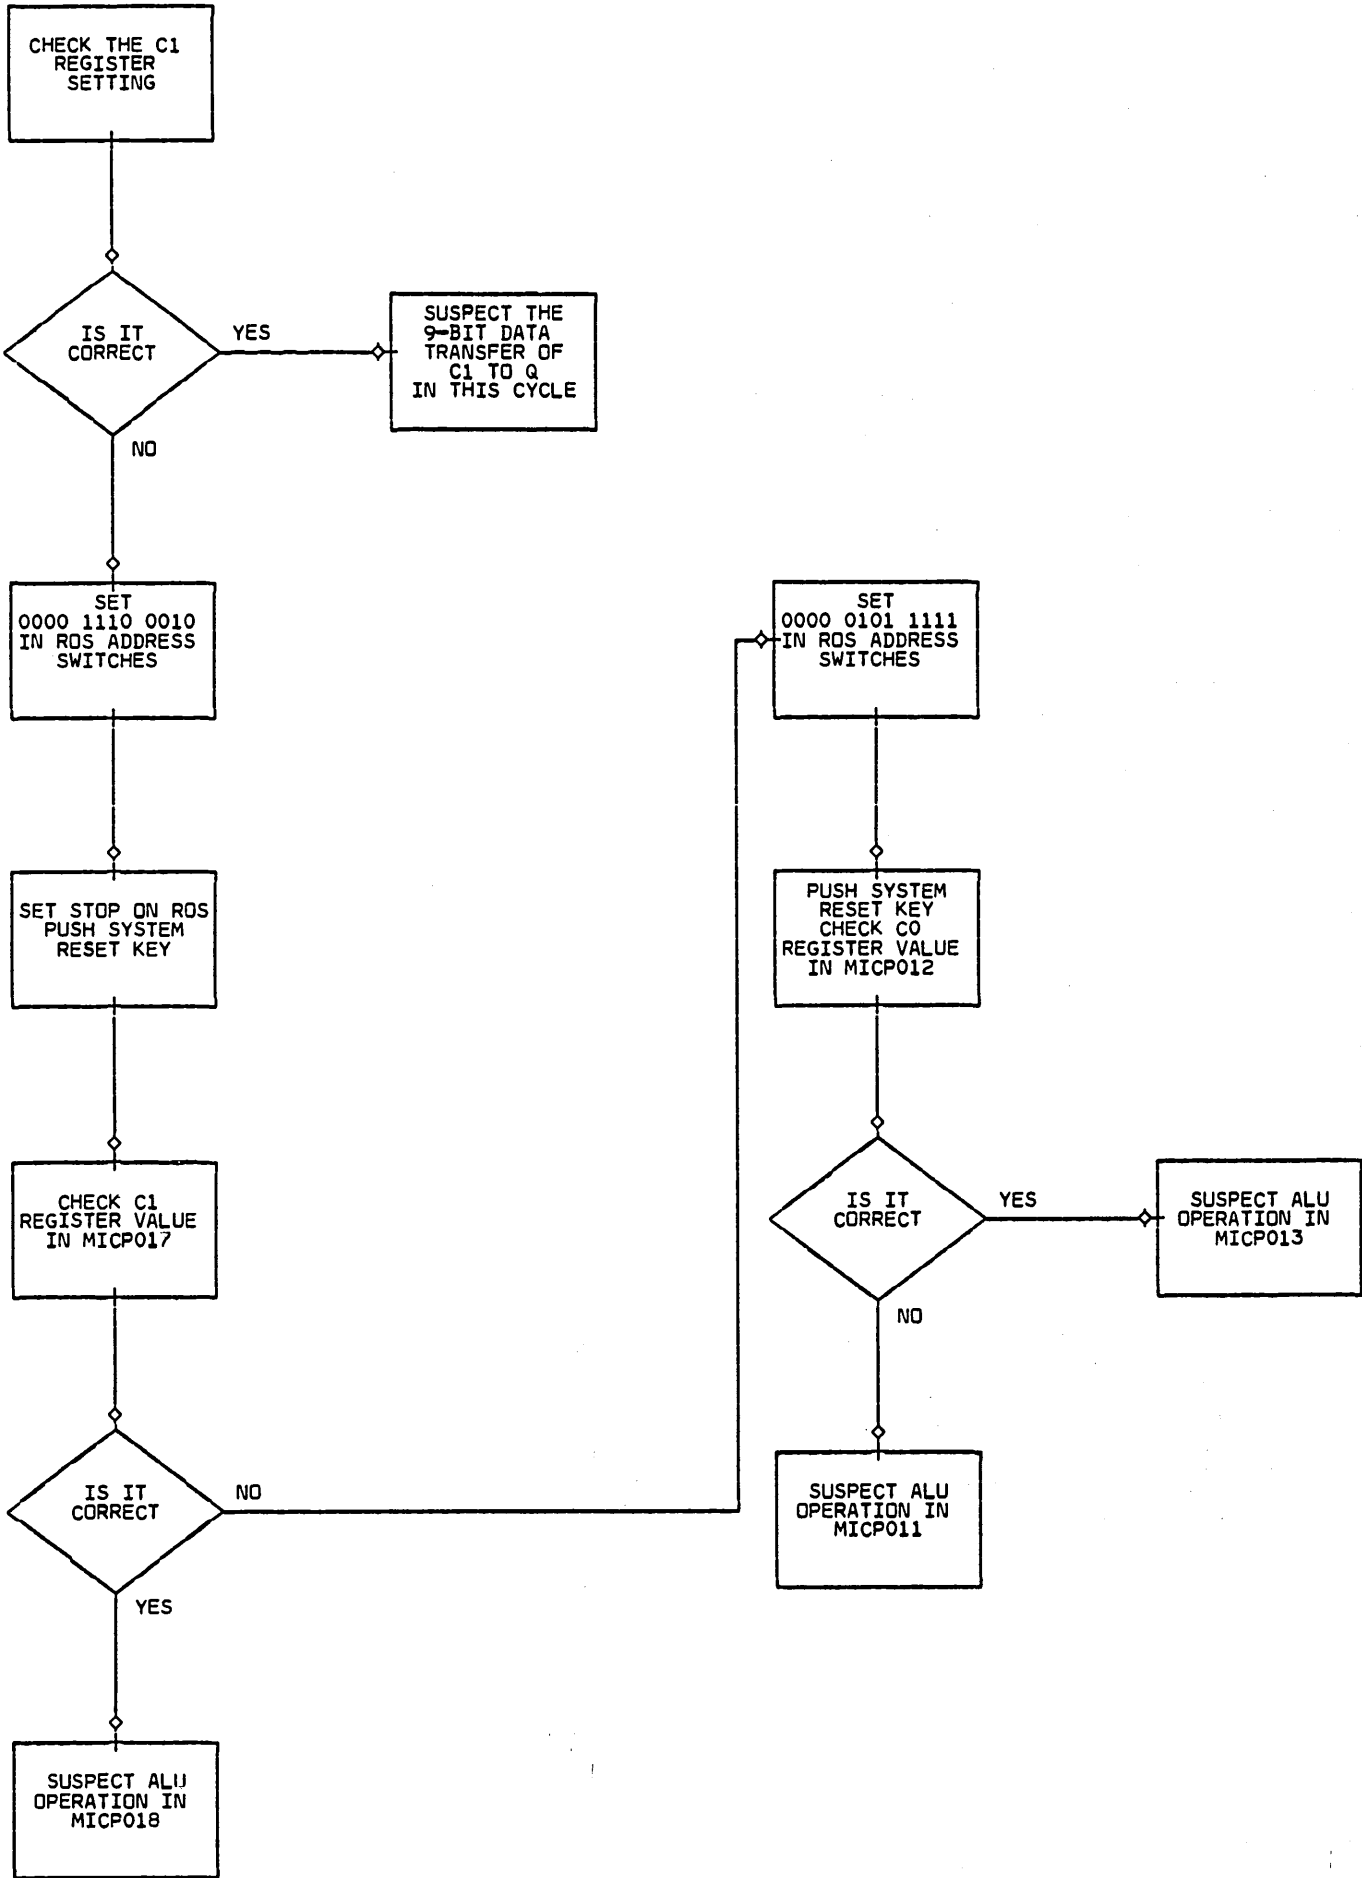 CHECK THE C1
REGISTER
SETTING
IS IT
CORRECT
YES
SUSPECT THE
9-BIT DATA
TRANSFER OF
C1 TO Q
IN THIS CYCLE
NO
SET
0000 1110 0010
IN ROS ADDRESS
SWITCHES
SET STOP ON ROS
PUSH SYSTEM
RESET KEY
CHECK C1
REGISTER VALUE
IN MICP017
IS IT
CORRECT
NO
YES
SUSPECT ALU
OPERATION IN
MICP018
SET
0000 0101 1111
IN ROS ADDRESS
SWITCHES
PUSH SYSTEM
RESET KEY
CHECK C0
REGISTER VALUE
IN MICP012
IS IT
CORRECT
YES
SUSPECT ALU
OPERATION IN
MICP013
NO
SUSPECT ALU
OPERATION IN
MICP011